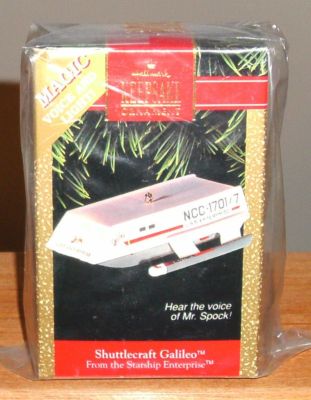 MAGIC
VOICE AND
LIGHT!
Hallmark
KEEPSAKE
ORNAMENT
NCC-1701/7
Hear the voice
of Mr. Spock!
Shuttlecraft Galileo™
From the Starship Enterprise™